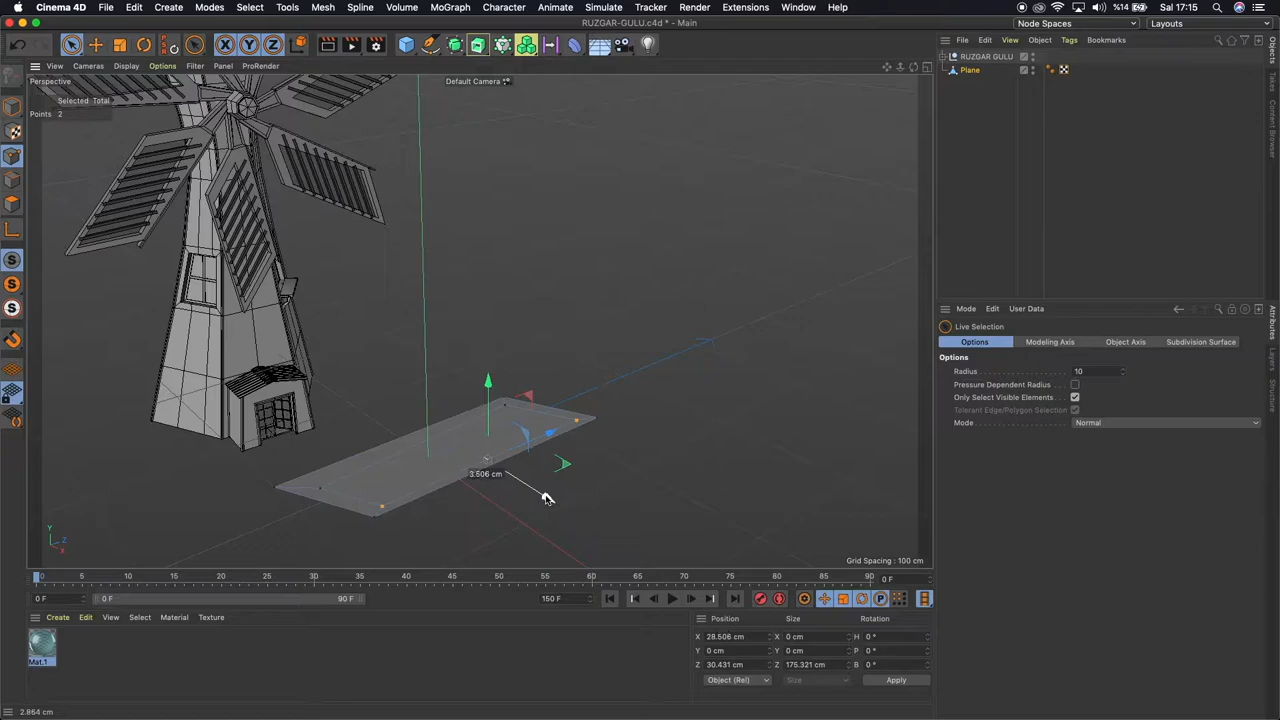 Cinema 4D File Edit Create Modes Select Tools Mesh Spline Volume MoGraph Character Animate Simulate Tracker Render Extensions Window Help %14 Sal 17:15
RUZGAR-GULU.c4d * - Main
Node Spaces Layouts
View Cameras Display Options Filter Panel ProRender
File Edit View Object Tags Bookmarks
Perspective
Default Camera
Selected Total
Points 2
RUZGAR GULU
Plane
Objects
Takes
Content Browser
3.506 cm
Y
Z
X
Grid Spacing : 100 cm
Mode Edit User Data
Live Selection
Options Modeling Axis Object Axis Subdivision Surface
Options
Radius 10
Pressure Dependent Radius
Only Select Visible Elements
Tolerant Edge/Polygon Selection
Mode Normal
Attributes
Layers
Structure
0 5 10 15 20 25 30 35 40 45 50 55 60 65 70 75 80 85 90 0 F
0 F 0 F 90 F 150 F
Create Edit View Select Material Texture
Mat.1
Position Size Rotation
X 28.506 cm X 0 cm H 0 °
Y 0 cm Y 0 cm P 0 °
Z 30.431 cm Z 175.321 cm B 0 °
Object (Rel) Size Apply
2.864 cm